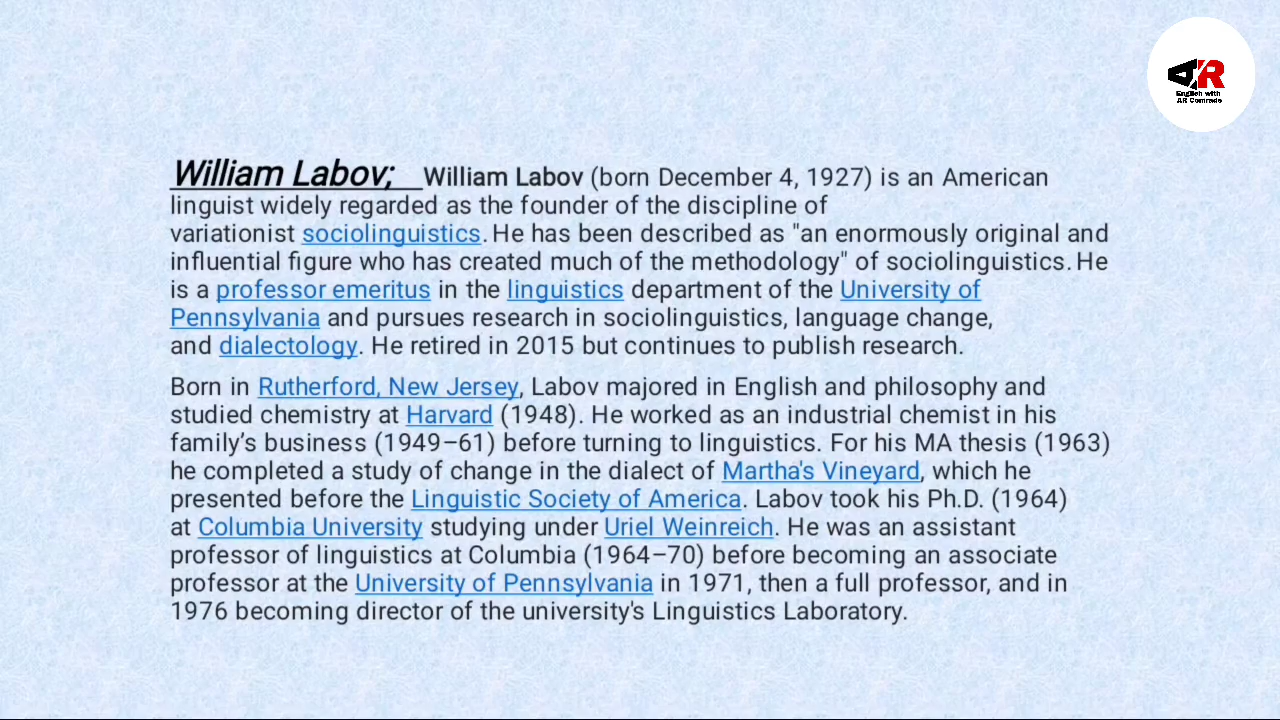 AR
English with
AR Comrade
William Labov; William Labov (born December 4, 1927) is an American
linguist widely regarded as the founder of the discipline of
variationist sociolinguistics. He has been described as "an enormously original and
influential figure who has created much of the methodology" of sociolinguistics. He
is a professor emeritus in the linguistics department of the University of
Pennsylvania and pursues research in sociolinguistics, language change,
and dialectology. He retired in 2015 but continues to publish research.
Born in Rutherford, New Jersey, Labov majored in English and philosophy and
studied chemistry at Harvard (1948). He worked as an industrial chemist in his
family’s business (1949–61) before turning to linguistics. For his MA thesis (1963)
he completed a study of change in the dialect of Martha's Vineyard, which he
presented before the Linguistic Society of America. Labov took his Ph.D. (1964)
at Columbia University studying under Uriel Weinreich. He was an assistant
professor of linguistics at Columbia (1964–70) before becoming an associate
professor at the University of Pennsylvania in 1971, then a full professor, and in
1976 becoming director of the university's Linguistics Laboratory.